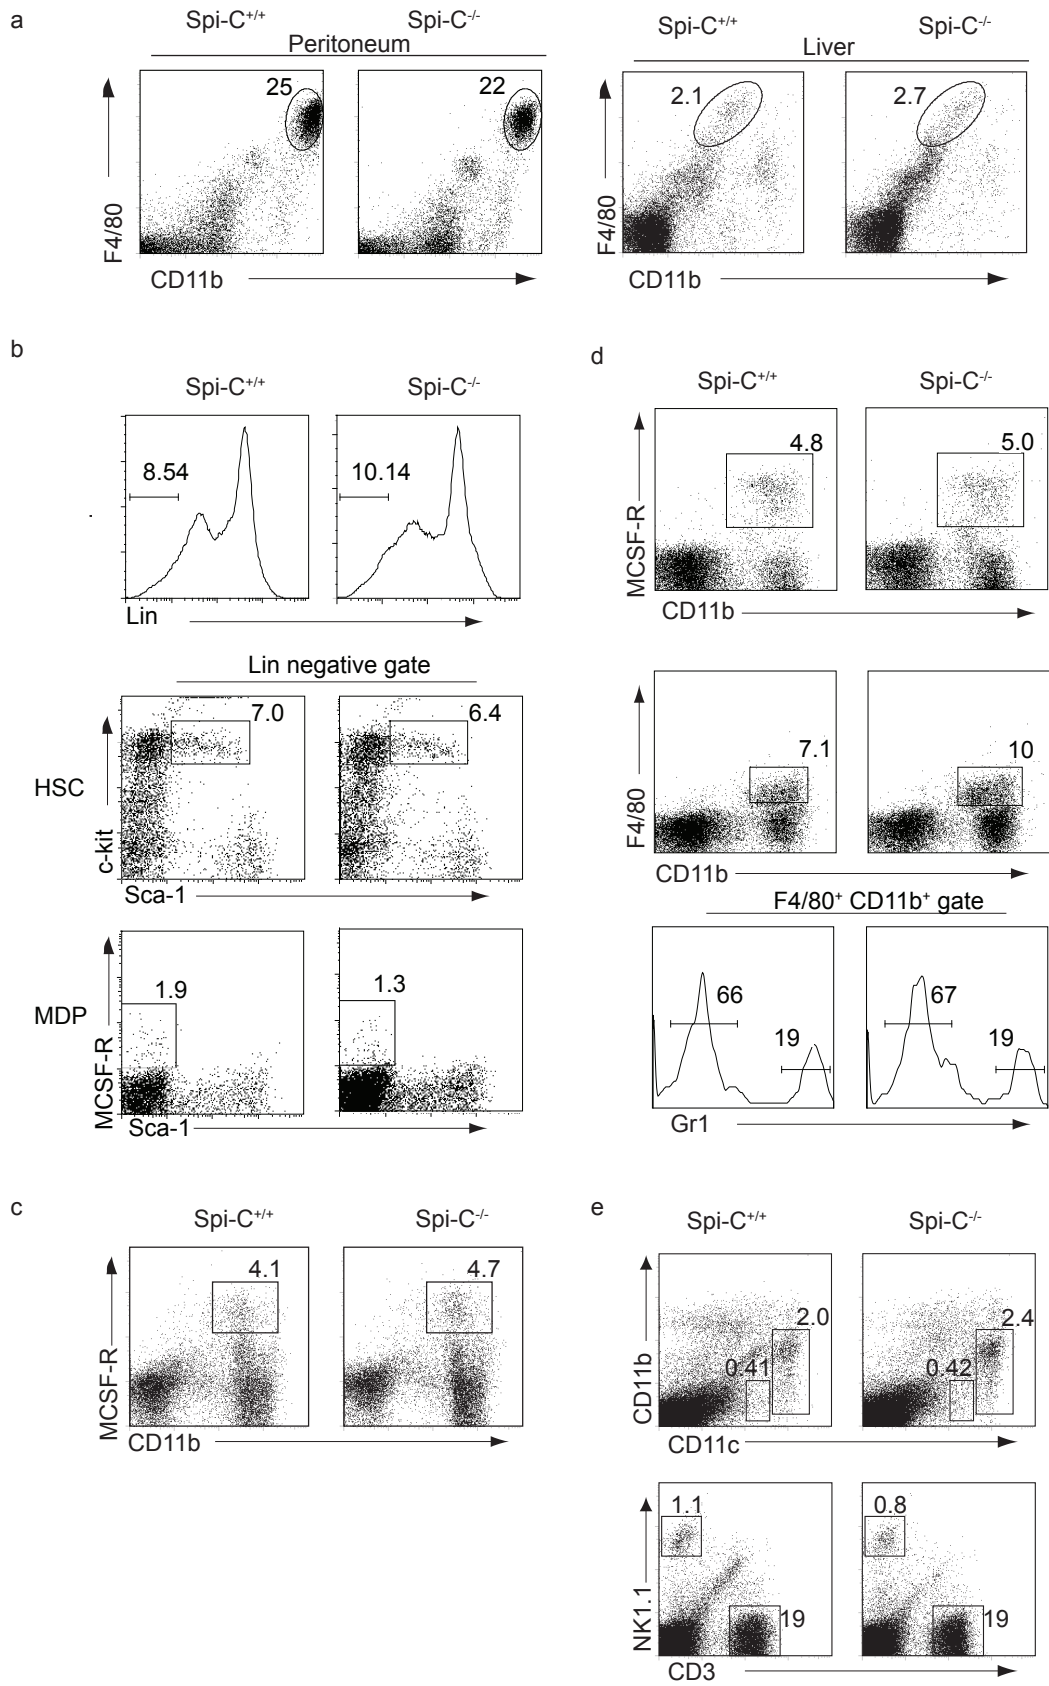 a
Spi-C+/+ Spi-C-/- Spi-C+/+ Spi-C-/-
Peritoneum Liver
25 22 2.1 2.7
F4/80 F4/80
CD11b CD11b
b
Spi-C+/+ Spi-C-/-
8.54 10.14
Lin
Lin negative gate
7.0 6.4
HSC
c-kit
Sca-1
1.9 1.3
MDP
MCSF-R
Sca-1
c
Spi-C+/+ Spi-C-/-
4.1 4.7
MCSF-R
CD11b
d
Spi-C+/+ Spi-C-/-
4.8 5.0
MCSF-R
CD11b
7.1 10
F4/80
CD11b
F4/80+ CD11b+ gate
66 67
19 19
Gr1
e
Spi-C+/+ Spi-C-/-
2.0 2.4
0.41 0.42
CD11b
CD11c
1.1 0.8
NK1.1
19 19
CD3